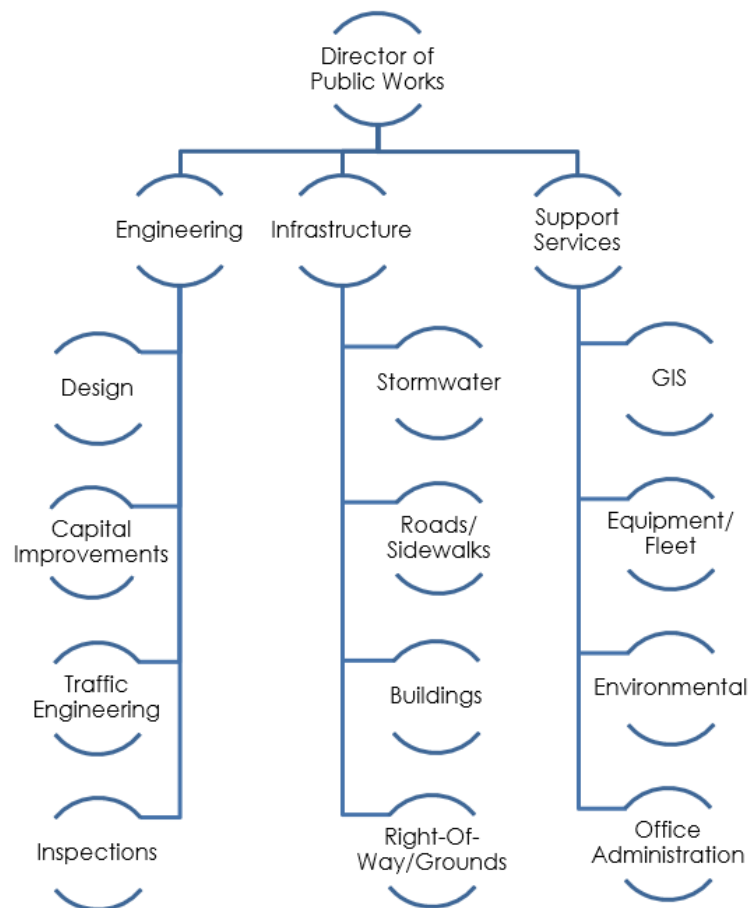 Director of
Public Works
Engineering
Infrastructure
Support
Services
Design
Stormwater
GIS
Capital
Improvements
Roads/
Sidewalks
Equipment/
Fleet
Traffic
Engineering
Buildings
Environmental
Inspections
Right-Of-
Way/Grounds
Office
Administration